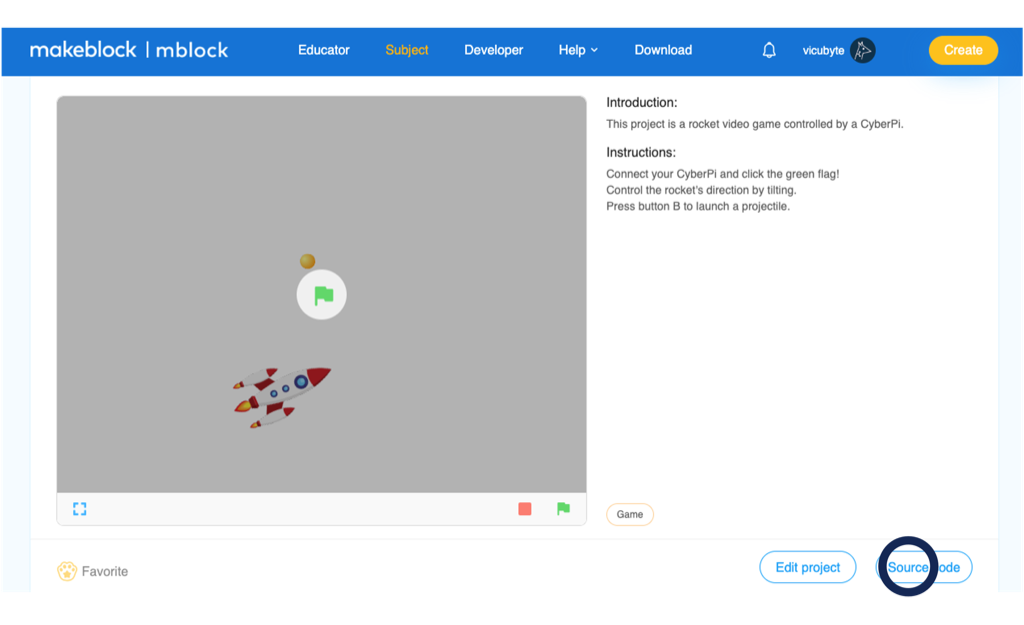 makeblock | mblock
Educator
Subject
Developer
Help
Download
vicubyte
Create
Introduction:
This project is a rocket video game controlled by a CyberPi.
Instructions:
Connect your CyberPi and click the green flag!
Control the rocket's direction by tilting.
Press button B to launch a projectile.
Game
Favorite
Edit project
Source ode